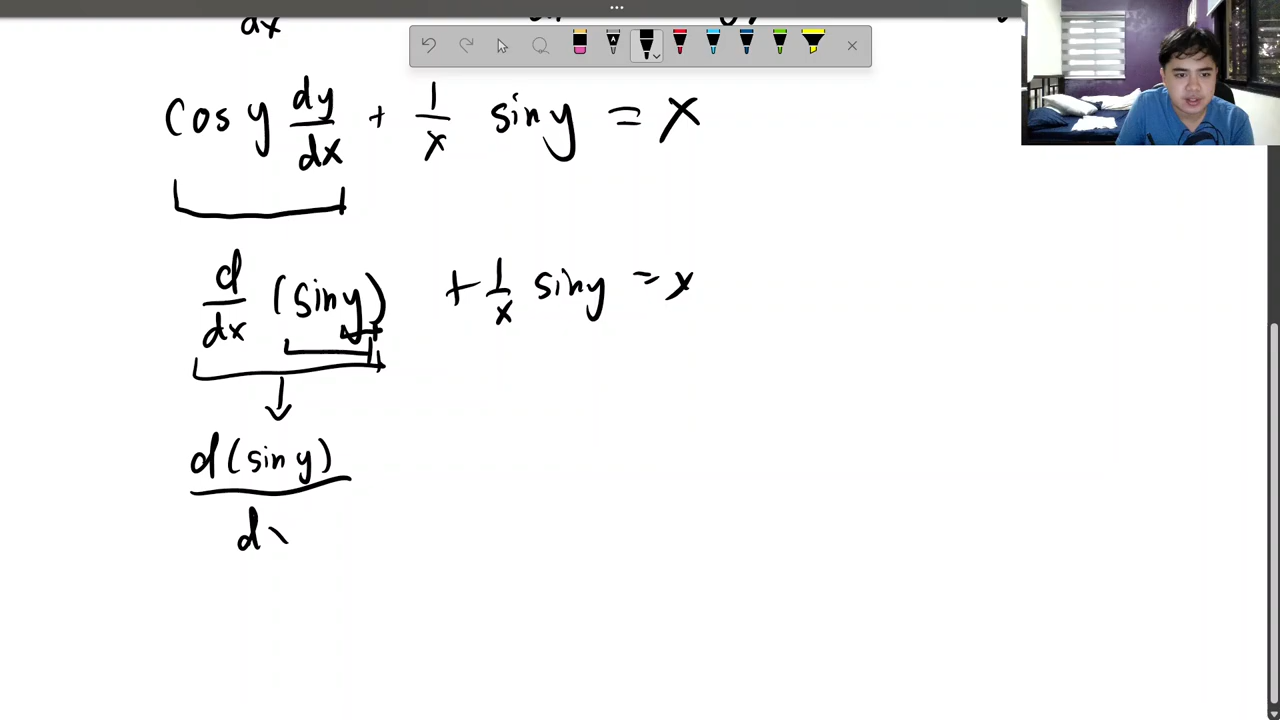 cos y dy/dx + 1/x sin y = x
d/dx (sin y) + 1/x sin y = x
d(sin y)
d